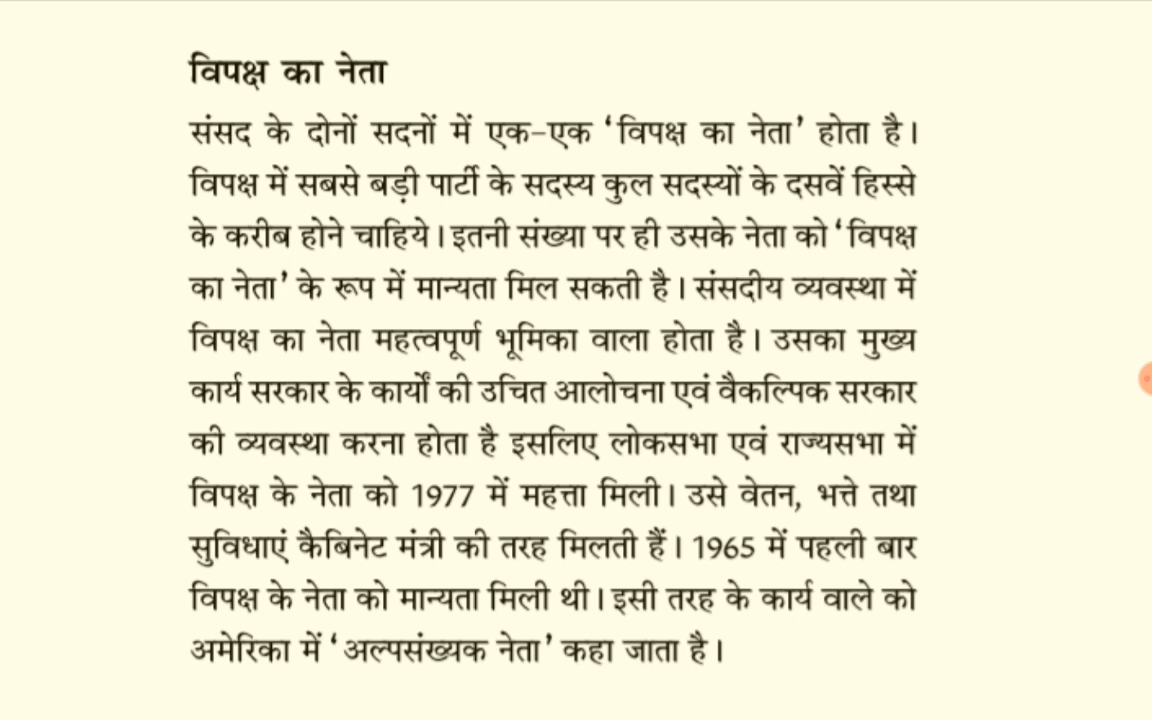 विपक्ष का नेता
संसद के दोनों सदनों में एक-एक ‘विपक्ष का नेता’ होता है।
विपक्ष में सबसे बड़ी पार्टी के सदस्य कुल सदस्यों के दसवें हिस्से
के करीब होने चाहिये। इतनी संख्या पर ही उसके नेता को ‘विपक्ष
का नेता’ के रूप में मान्यता मिल सकती है। संसदीय व्यवस्था में
विपक्ष का नेता महत्वपूर्ण भूमिका वाला होता है। उसका मुख्य
कार्य सरकार के कार्यों की उचित आलोचना एवं वैकल्पिक सरकार
की व्यवस्था करना होता है इसलिए लोकसभा एवं राज्यसभा में
विपक्ष के नेता को 1977 में महत्ता मिली। उसे वेतन, भत्ते तथा
सुविधाएं कैबिनेट मंत्री की तरह मिलती हैं। 1965 में पहली बार
विपक्ष के नेता को मान्यता मिली थी। इसी तरह के कार्य वाले को
अमेरिका में ‘अल्पसंख्यक नेता’ कहा जाता है।